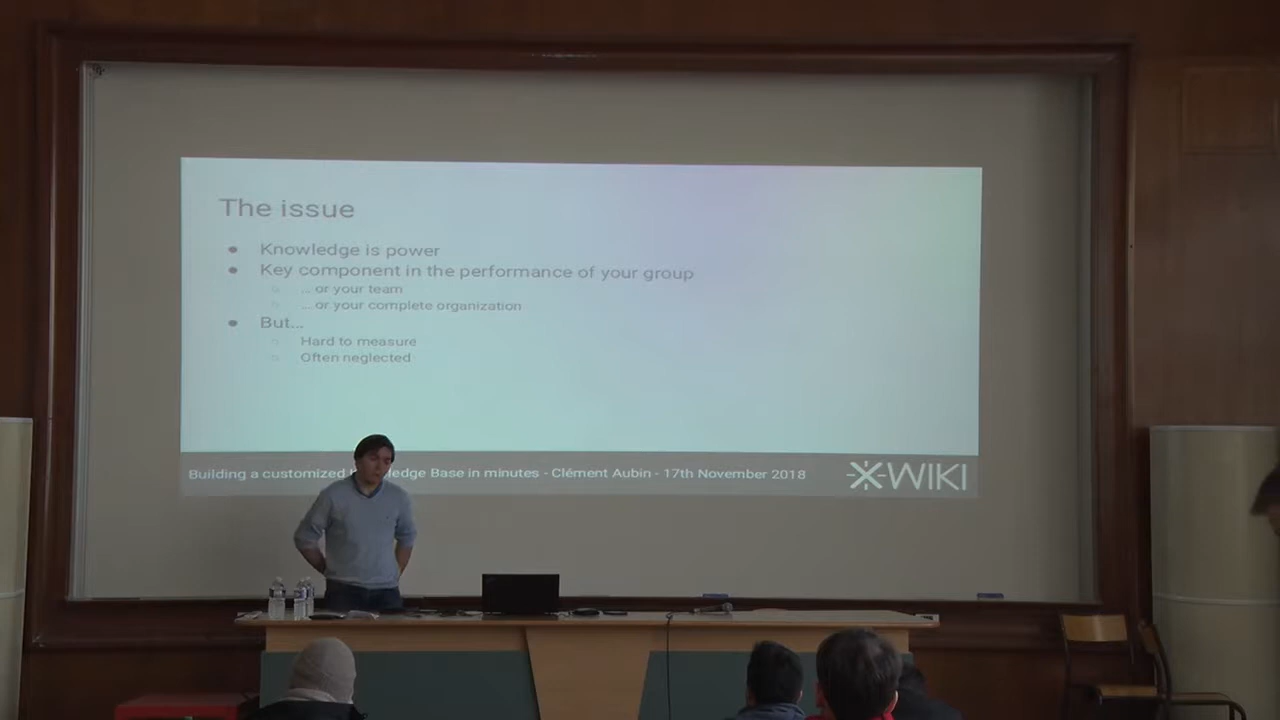 The issue
● Knowledge is power
● Key component in the performance of your group
○ ... or your team
○ ... or your complete organization
● But...
○ Hard to measure
○ Often neglected
Building a customized ledge Base in minutes - Clément Aubin - 17th November 2018
XWIKI